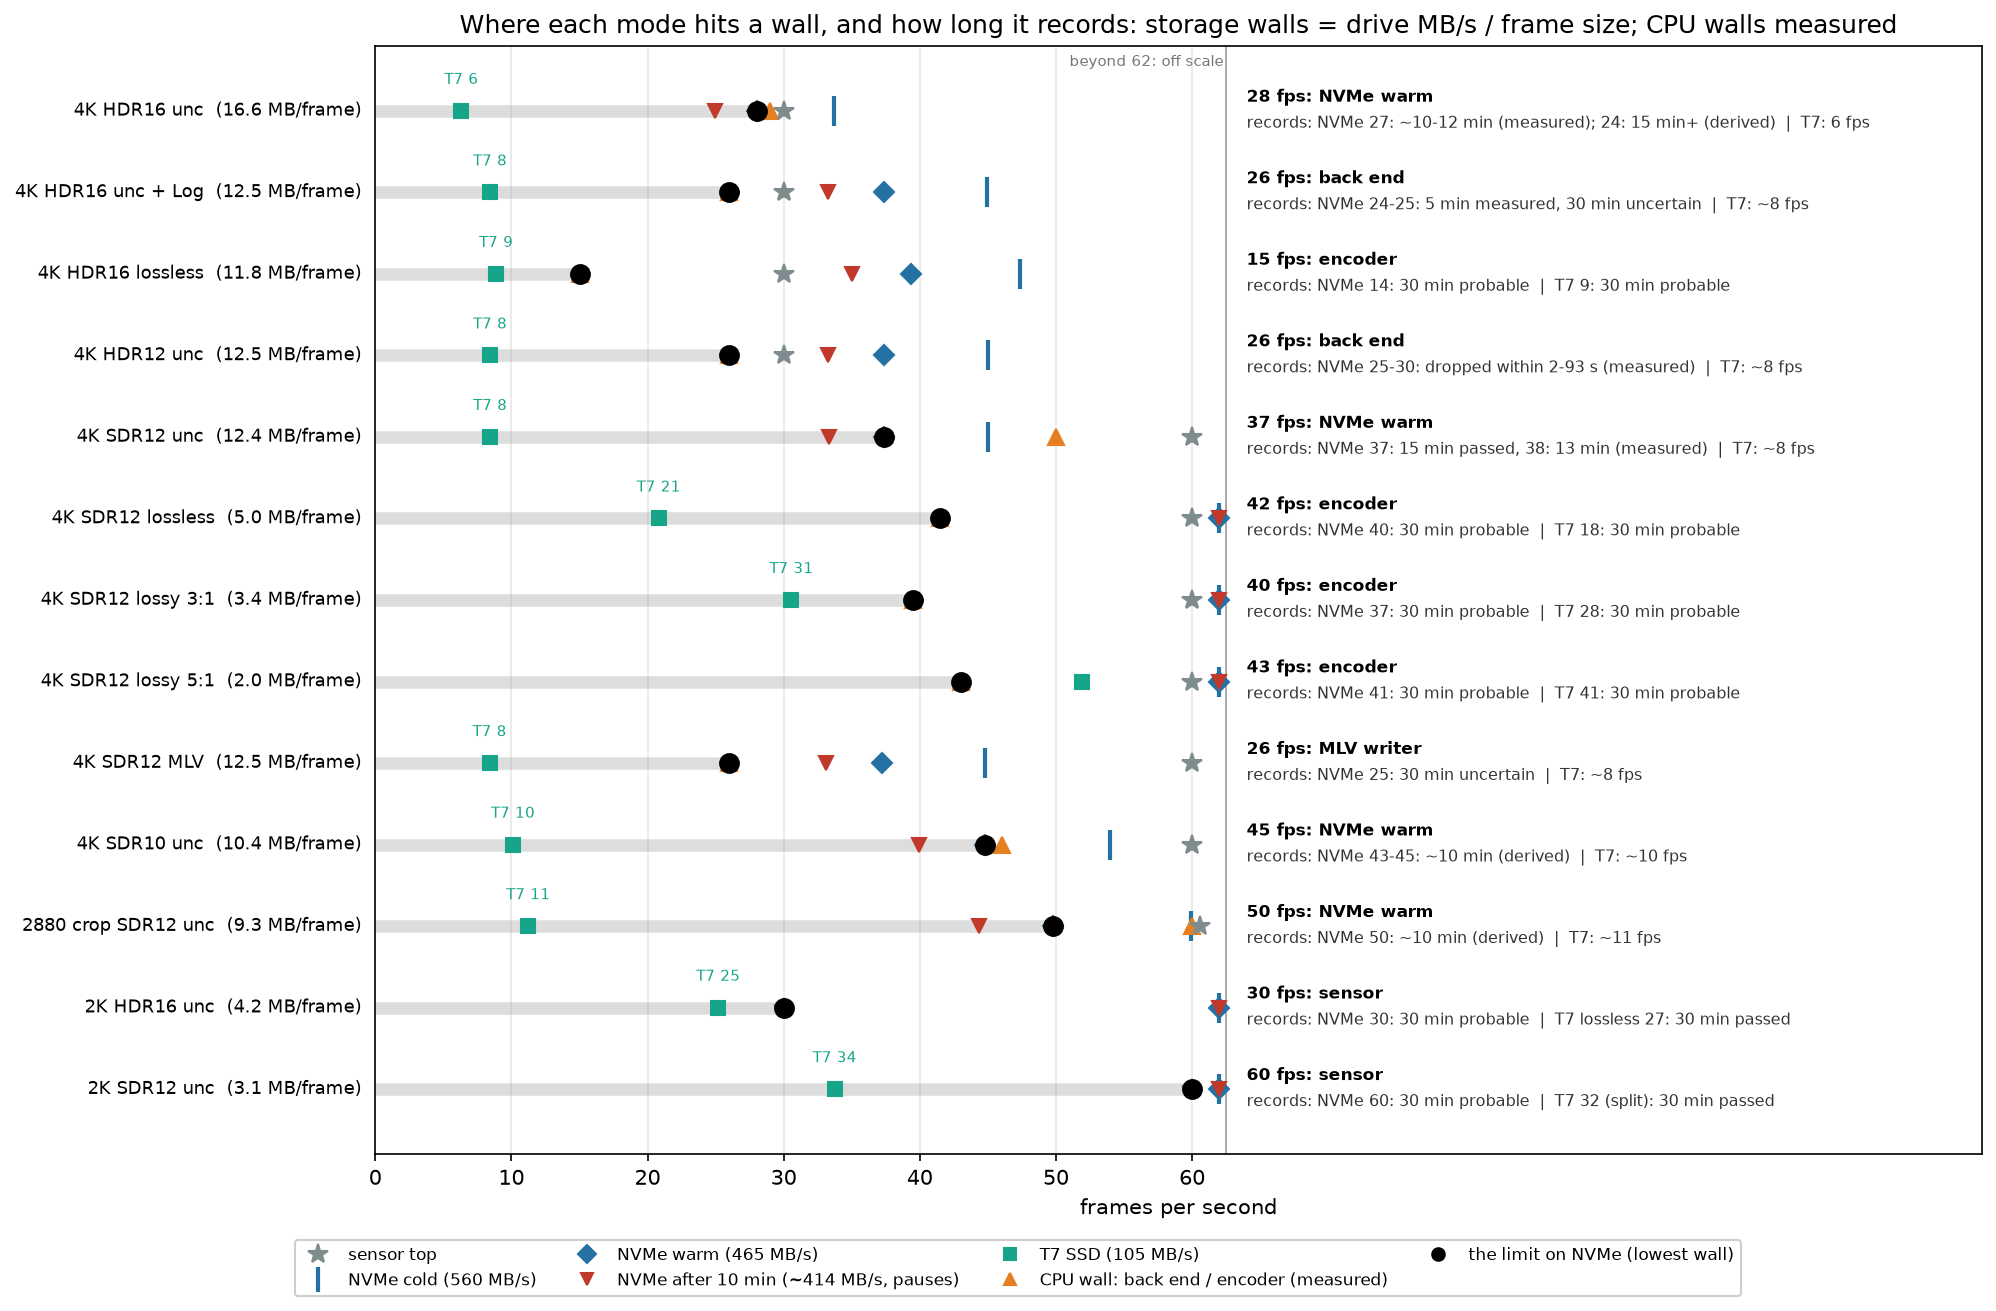 Where each mode hits a wall, and how long it records: storage walls = drive MB/s / frame size; CPU walls measured
beyond 62: off scale
T7 6
4K HDR16 unc (16.6 MB/frame)
28 fps: NVMe warm
records: NVMe 27: ~10-12 min (measured); 24: 15 min+ (derived) | T7: 6 fps
T7 8
4K HDR16 unc + Log (12.5 MB/frame)
26 fps: back end
records: NVMe 24-25: 5 min measured, 30 min uncertain | T7: ~8 fps
T7 9
4K HDR16 lossless (11.8 MB/frame)
15 fps: encoder
records: NVMe 14: 30 min probable | T7 9: 30 min probable
T7 8
4K HDR12 unc (12.5 MB/frame)
26 fps: back end
records: NVMe 25-30: dropped within 2-93 s (measured) | T7: ~8 fps
T7 8
4K SDR12 unc (12.4 MB/frame)
37 fps: NVMe warm
records: NVMe 37: 15 min passed, 38: 13 min (measured) | T7: ~8 fps
T7 21
4K SDR12 lossless (5.0 MB/frame)
42 fps: encoder
records: NVMe 40: 30 min probable | T7 18: 30 min probable
T7 31
4K SDR12 lossy 3:1 (3.4 MB/frame)
40 fps: encoder
records: NVMe 37: 30 min probable | T7 28: 30 min probable
4K SDR12 lossy 5:1 (2.0 MB/frame)
43 fps: encoder
records: NVMe 41: 30 min probable | T7 41: 30 min probable
T7 8
4K SDR12 MLV (12.5 MB/frame)
26 fps: MLV writer
records: NVMe 25: 30 min uncertain | T7: ~8 fps
T7 10
4K SDR10 unc (10.4 MB/frame)
45 fps: NVMe warm
records: NVMe 43-45: ~10 min (derived) | T7: ~10 fps
T7 11
2880 crop SDR12 unc (9.3 MB/frame)
50 fps: NVMe warm
records: NVMe 50: ~10 min (derived) | T7: ~11 fps
T7 25
2K HDR16 unc (4.2 MB/frame)
30 fps: sensor
records: NVMe 30: 30 min probable | T7 lossless 27: 30 min passed
T7 34
2K SDR12 unc (3.1 MB/frame)
60 fps: sensor
records: NVMe 60: 30 min probable | T7 32 (split): 30 min passed
0 10 20 30 40 50 60
frames per second
sensor top
NVMe cold (560 MB/s)
NVMe warm (465 MB/s)
NVMe after 10 min (~414 MB/s, pauses)
T7 SSD (105 MB/s)
CPU wall: back end / encoder (measured)
the limit on NVMe (lowest wall)